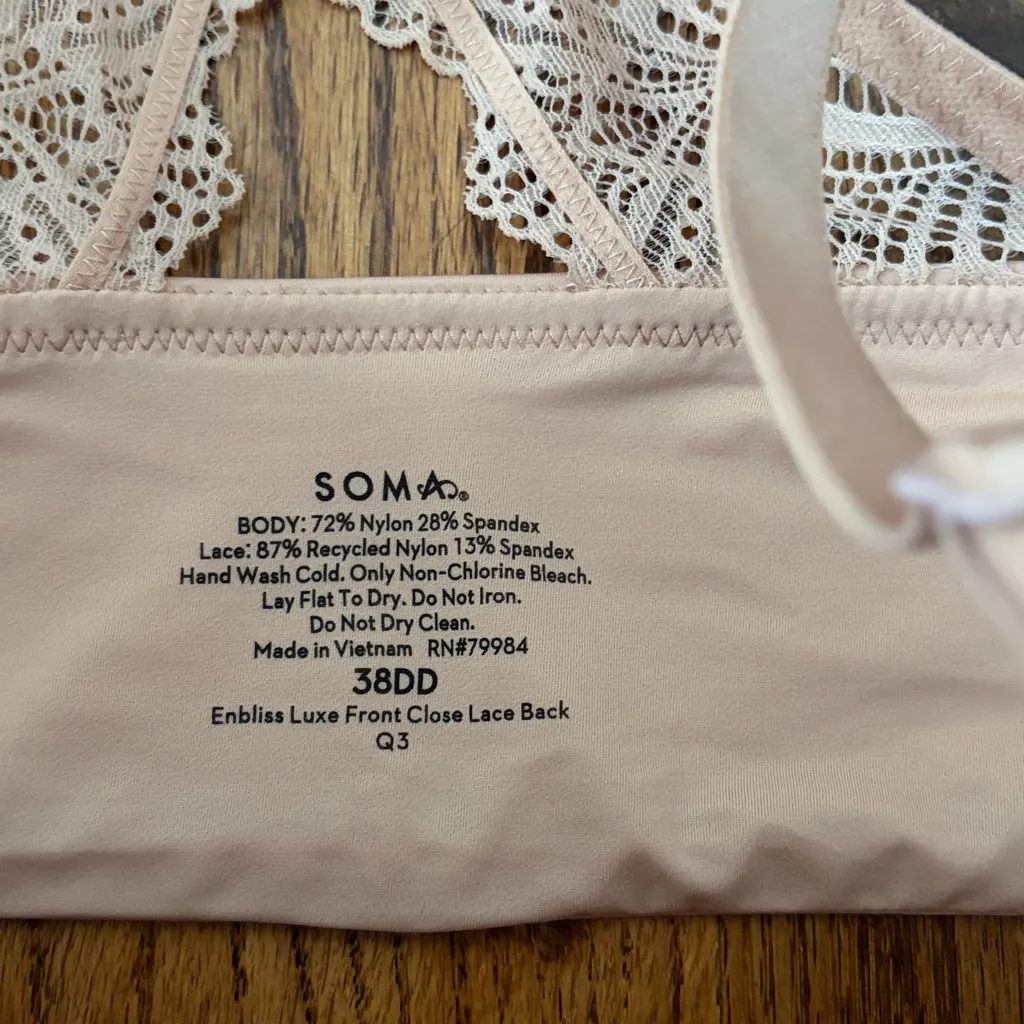 SOMA®
BODY: 72% Nylon 28% Spandex
Lace: 87% Recycled Nylon 13% Spandex
Hand Wash Cold. Only Non-Chlorine Bleach.
Lay Flat To Dry. Do Not Iron.
Do Not Dry Clean.
Made in Vietnam RN#79984
38DD
Enbliss Luxe Front Close Lace Back
Q3